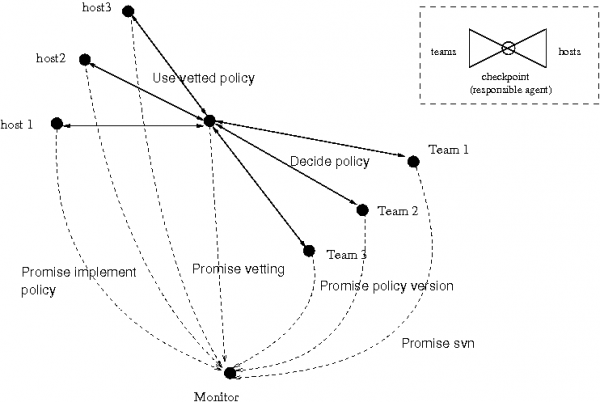 host3
host2
Use vetted policy
host 1
teams
hosts
checkpoint
(responsible agent)
Team 1
Decide policy
Team 2
Team 3
Promise implement
policy
Promise vetting
Promise policy version
Promise svn
Monitor